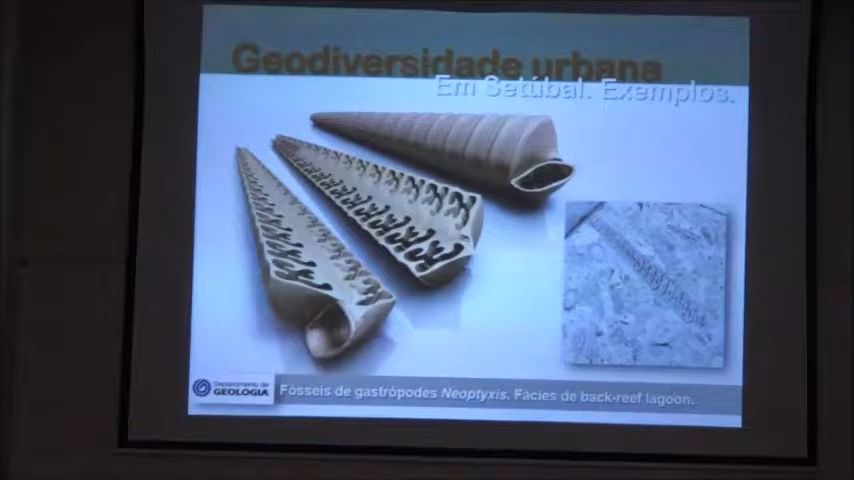 Geodiversidade urbana
Em Setúbal. Exemplos.
Departamento de
GEOLOGIA
Fósseis de gastrópodes Neoptyxis. Fácies de back-reef lagoon.